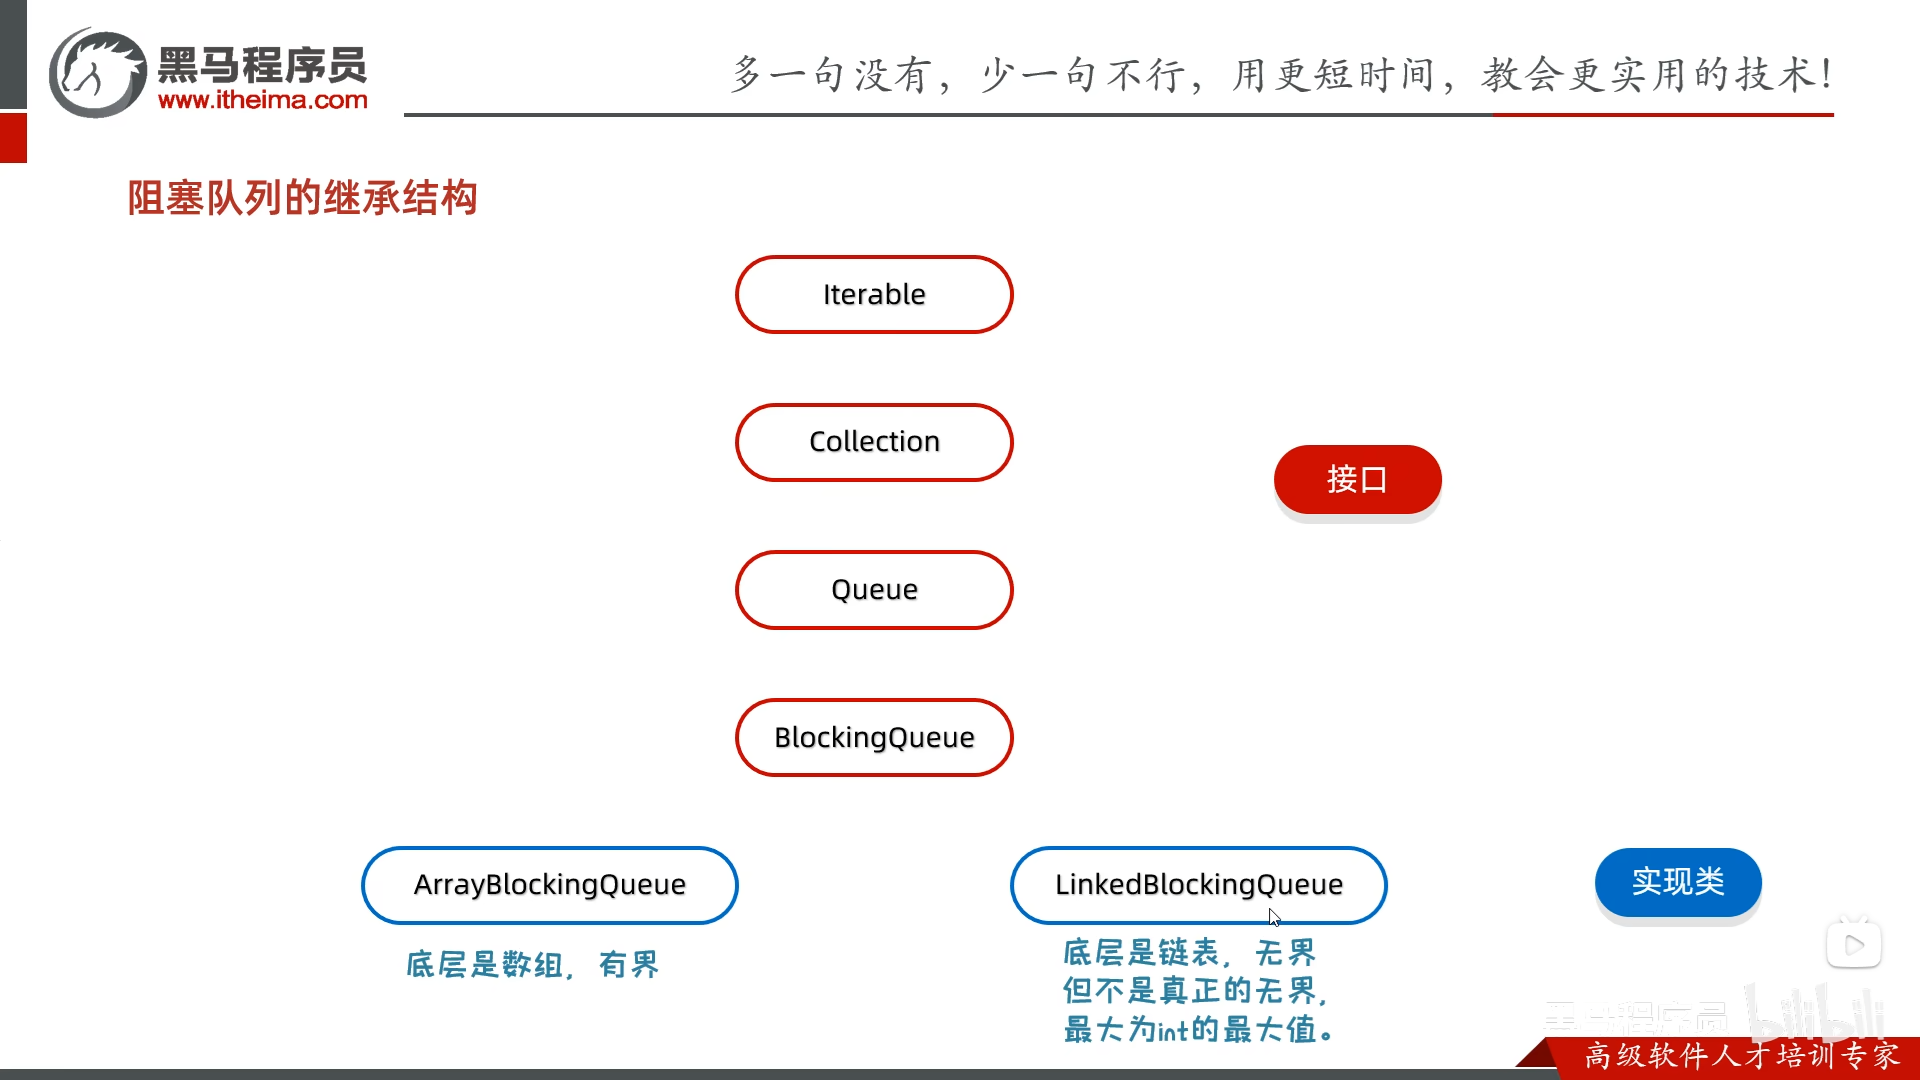 黑马程序员
www.itheima.com
多一句没有，少一句不行，用更短时间，教会更实用的技术！
阻塞队列的继承结构
Iterable
Collection
接口
Queue
BlockingQueue
ArrayBlockingQueue
LinkedBlockingQueue
实现类
底层是数组，有界
底层是链表，无界
但不是真正的无界，
最大为int的最大值。
黑马程序员
bilibili
高级软件人才培训专家